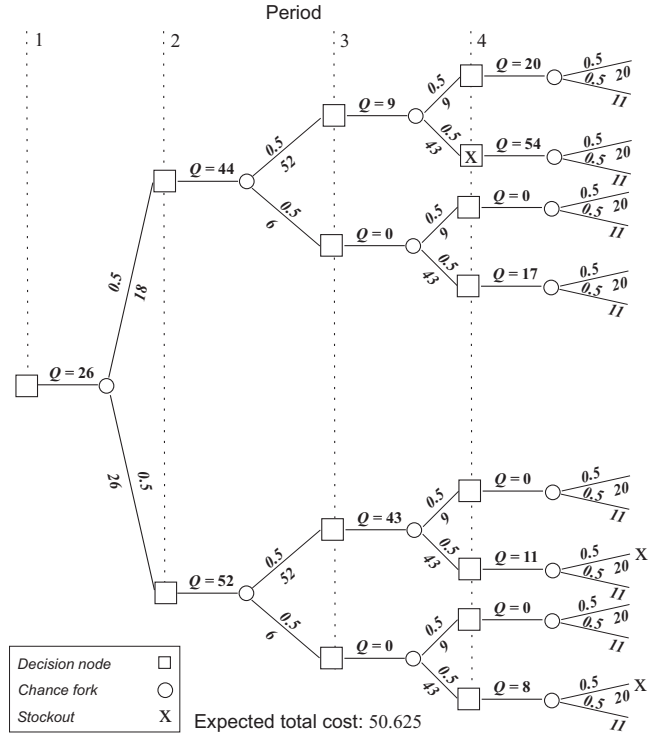 Period
1
2
3
4
Q = 20
0.5
0.5 20
11
0.5
9
Q = 9
0.5
43
X
Q = 54
0.5
0.5 20
11
Q = 44
0.5
52
0.5
6
Q = 0
0.5
9
Q = 0
0.5
0.5 20
11
0.5
43
Q = 17
0.5
0.5 20
11
0.5
18
Q = 26
0.5
26
Q = 52
0.5
52
0.5
6
Q = 43
0.5
9
Q = 0
0.5
0.5 20
11
0.5
43
Q = 11
0.5 X
0.5 20
11
Q = 0
0.5
9
Q = 0
0.5
0.5 20
11
0.5
43
Q = 8
0.5 X
0.5 20
11
Decision node
Chance fork
Stockout X
Expected total cost: 50.625